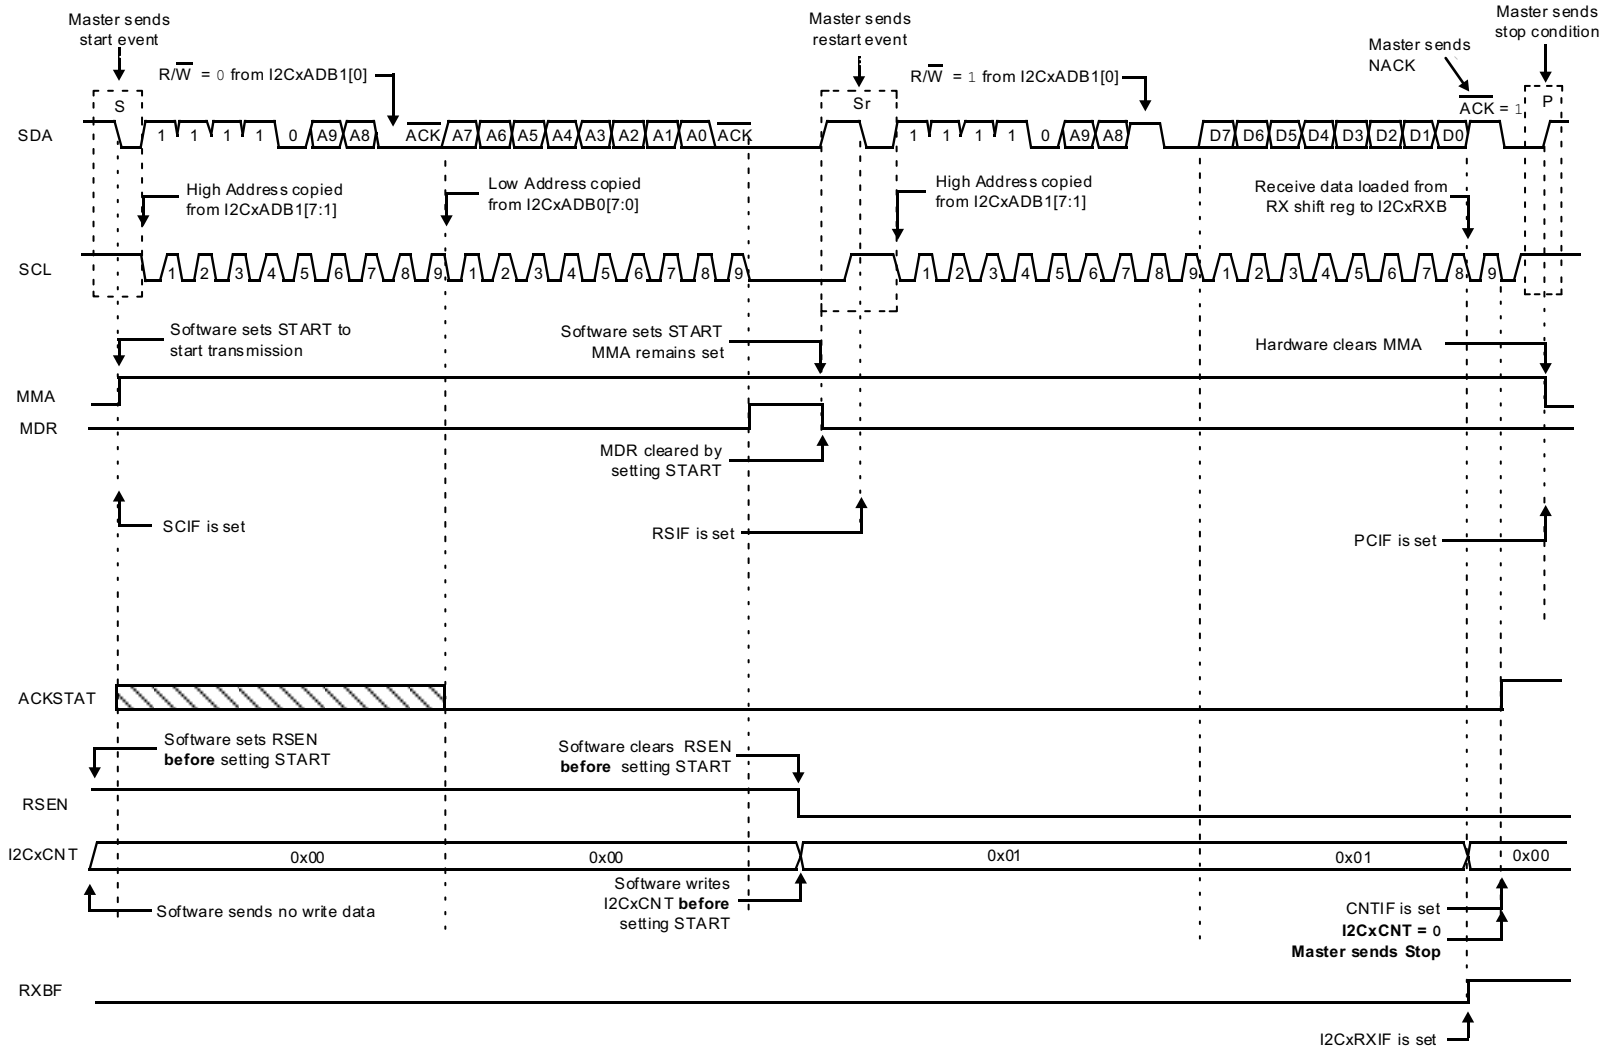 Master sends
start event
Master sends
restart event
Master sends
stop condition
Master sends
NACK
R/W = 0 from I2CxADB1[0]
R/W = 1 from I2CxADB1[0]
ACK = 1
S
Sr
P
SDA
1 1 1 1 0 A9 A8 ACK A7 A6 A5 A4 A3 A2 A1 A0 ACK
1 1 1 1 0 A9 A8 D7 D6 D5 D4 D3 D2 D1 D0
High Address copied
from I2CxADB1[7:1]
Low Address copied
from I2CxADB0[7:0]
High Address copied
from I2CxADB1[7:1]
Receive data loaded from
RX shift reg to I2CxRXB
SCL
1 2 3 4 5 6 7 8 9 1 2 3 4 5 6 7 8 9
1 2 3 4 5 6 7 8 9 1 2 3 4 5 6 7 8 9
Software sets START to
start transmission
Software sets START
MMA remains set
Hardware clears MMA
MMA
MDR
MDR cleared by
setting START
SCIF is set
RSIF is set
PCIF is set
ACKSTAT
Software sets RSEN
before setting START
Software clears RSEN
before setting START
RSEN
I2CxCNT
0x00
0x00
0x01
0x01
0x00
Software sends no write data
Software writes
I2CxCNT before
setting START
CNTIF is set
I2CxCNT = 0
Master sends Stop
RXBF
I2CxRXIF is set